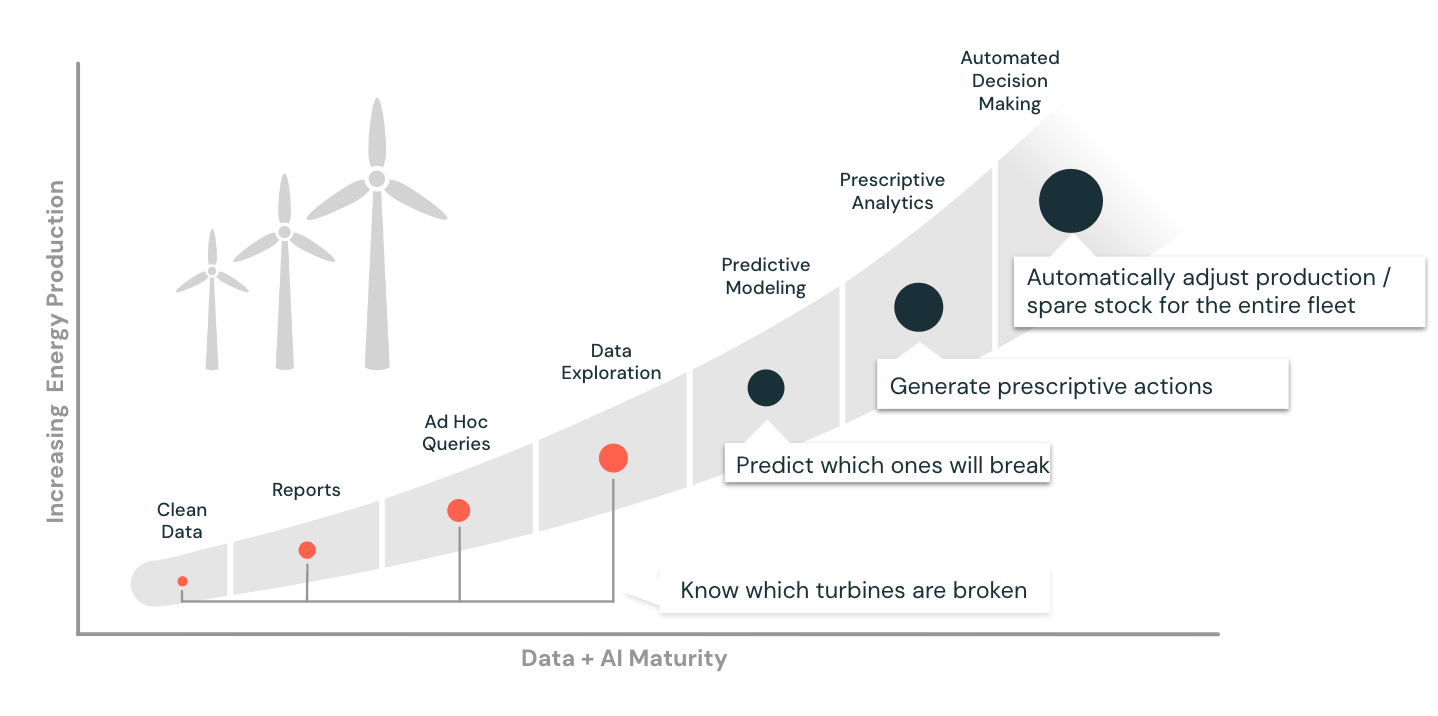 Automated
Decision
Making
Prescriptive
Analytics
Predictive
Modeling
Data
Exploration
Ad Hoc
Queries
Reports
Clean
Data
Automatically adjust production /
spare stock for the entire fleet
Generate prescriptive actions
Predict which ones will break
Know which turbines are broken
Increasing Energy Production
Data + AI Maturity